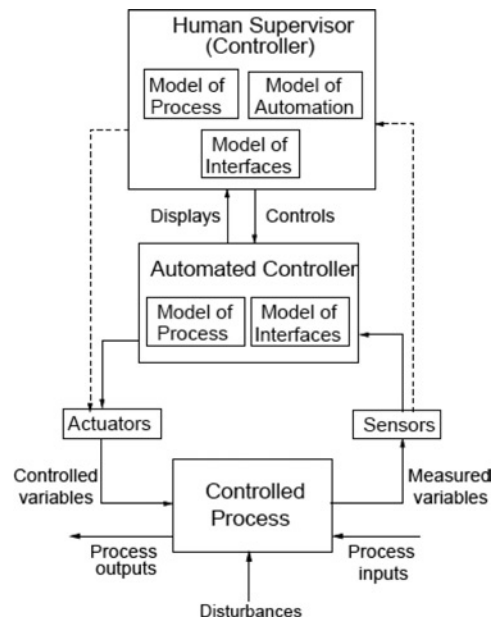 Human Supervisor
(Controller)
Model of
Process
Model of
Automation
Model of
Interfaces
Displays
Controls
Automated Controller
Model of
Process
Model of
Interfaces
Actuators
Sensors
Controlled
variables
Measured
variables
Controlled
Process
Process
outputs
Process
inputs
Disturbances